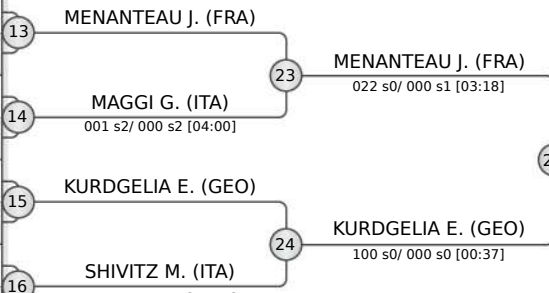 MENANTEAU J. (FRA)
13
23
MENANTEAU J. (FRA)
022 s0/ 000 s1 [03:18]
MAGGI G. (ITA)
14
001 s2/ 000 s2 [04:00]
KURDGELIA E. (GEO)
15
24
KURDGELIA E. (GEO)
100 s0/ 000 s0 [00:37]
SHIVITZ M. (ITA)
16